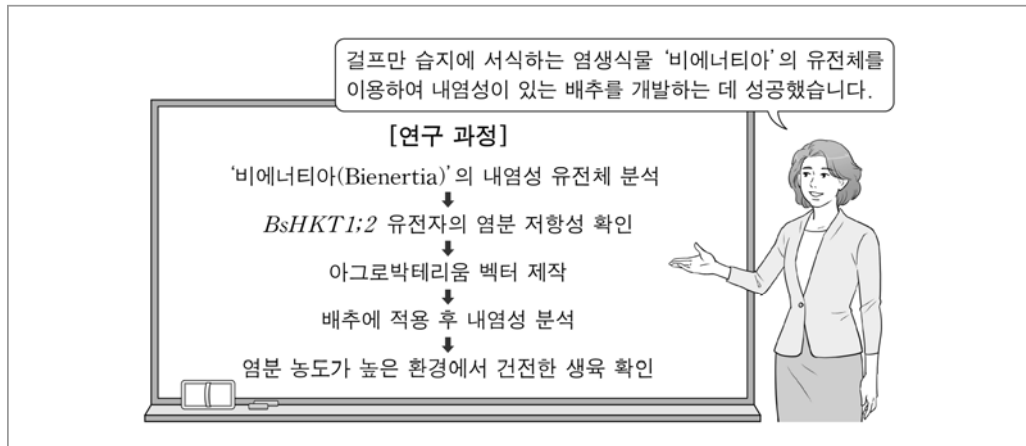 걸프만 습지에 서식하는 염생식물 ‘비에너티아’의 유전체를
이용하여 내염성이 있는 배추를 개발하는 데 성공했습니다.
[연구 과정]
‘비에너티아(Bienertia)’의 내염성 유전체 분석
BsHKT1;2 유전자의 염분 저항성 확인
아그로박테리움 벡터 제작
배추에 적용 후 내염성 분석
염분 농도가 높은 환경에서 건전한 생육 확인